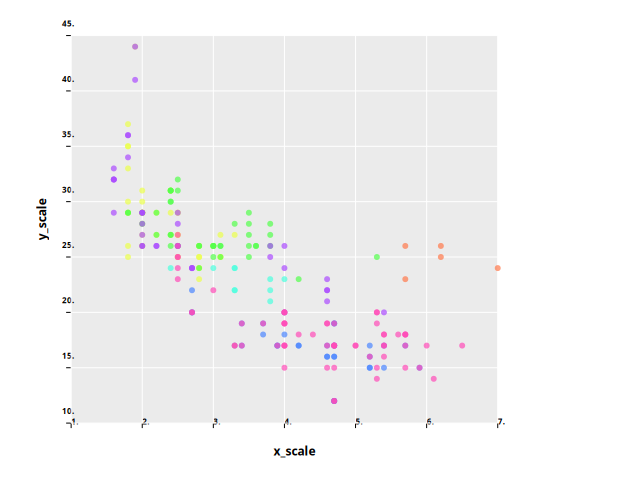 45.
40.
35.
30.
25.
20.
15.
10.
1. 2. 3. 4. 5. 6. 7.
x_scale
y_scale